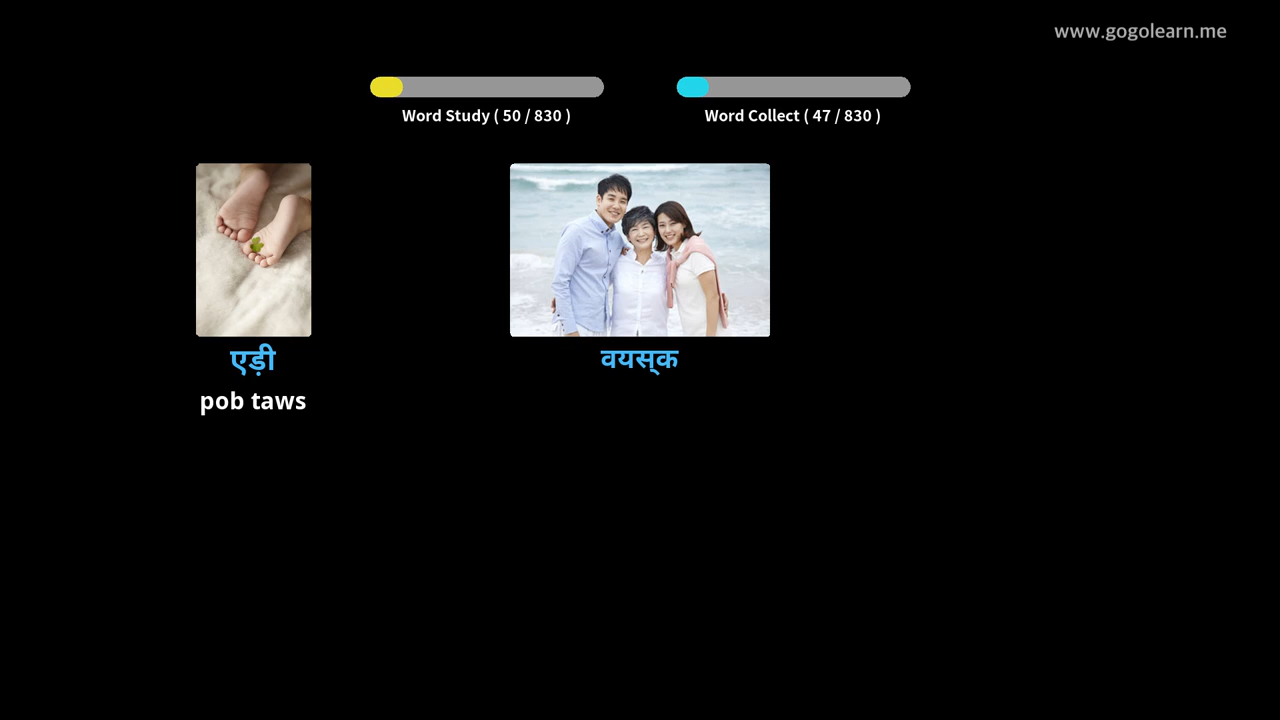 www.gogolearn.me
Word Study ( 50 / 830 )
Word Collect ( 47 / 830 )
एड़ी
वयस्क
pob taws